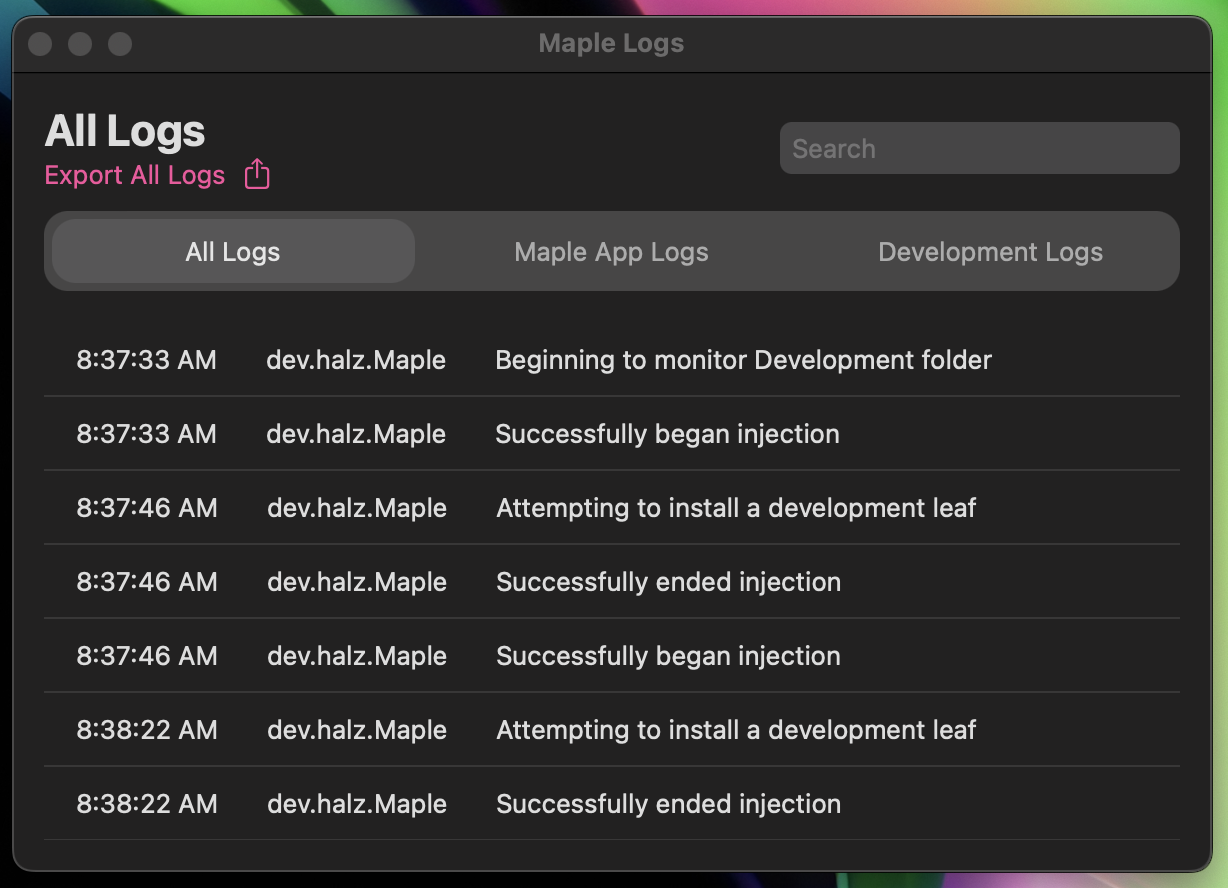 Maple Logs
All Logs
Search
Export All Logs
All Logs Maple App Logs Development Logs
8:37:33 AM dev.halz.Maple Beginning to monitor Development folder
8:37:33 AM dev.halz.Maple Successfully began injection
8:37:46 AM dev.halz.Maple Attempting to install a development leaf
8:37:46 AM dev.halz.Maple Successfully ended injection
8:37:46 AM dev.halz.Maple Successfully began injection
8:38:22 AM dev.halz.Maple Attempting to install a development leaf
8:38:22 AM dev.halz.Maple Successfully ended injection